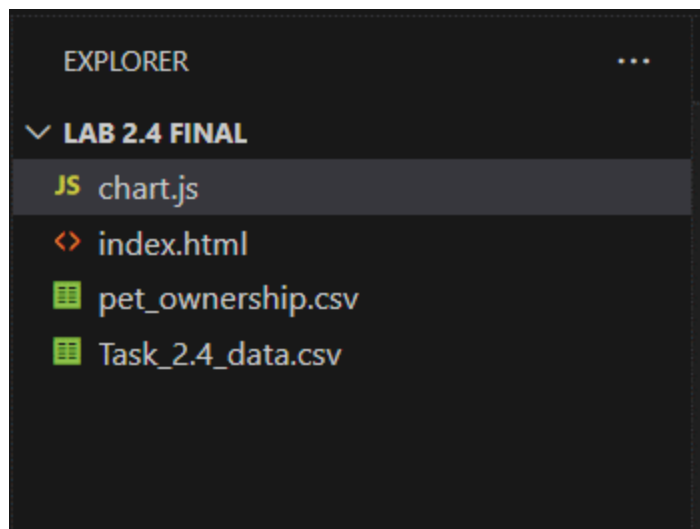 EXPLORER ...
LAB 2.4 FINAL
JS chart.js
<> index.html
pet_ownership.csv
Task_2.4_data.csv